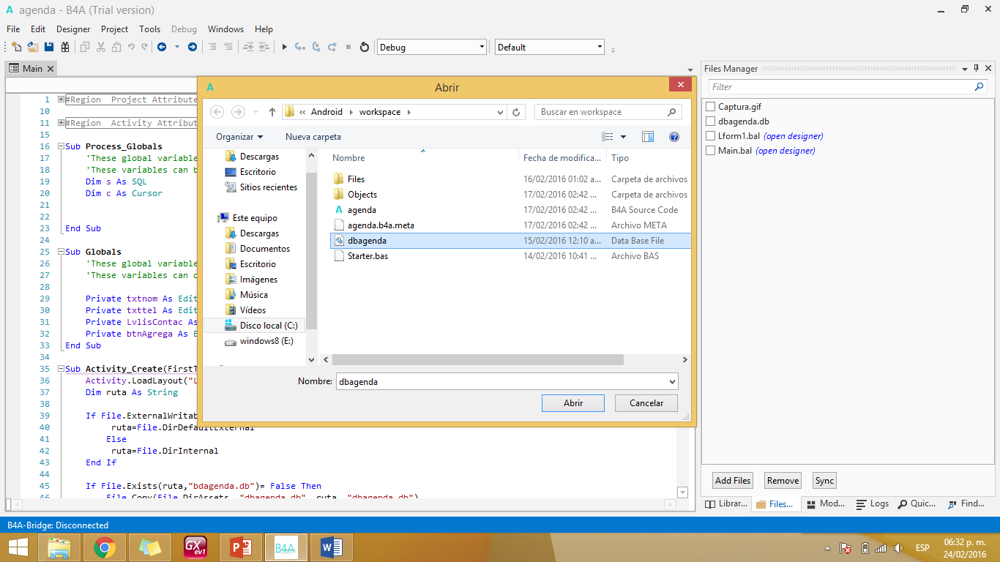 agenda - B4A (Trial version)
File Edit Designer Project Tools Debug Windows Help
Debug Default
Main
1 #Region Project Attribute
10
11 #Region Activity Attribut
15
16 Sub Process_Globals
17 'These global variable
18 'These variables can b
19 Dim s As SQL
20 Dim c As Cursor
21
22
23 End Sub
24
25 Sub Globals
26 'These global variable
27 'These variables can o
28
29 Private txtnom As Edit
30 Private txttel As Edit
31 Private LvlisContac As
32 Private btnAgrega As B
33 End Sub
34
35 Sub Activity_Create(FirstT
36 Activity.LoadLayout("L
37 Dim ruta As String
38
39 If File.ExternalWritab
40 ruta=File.DirDefaultExternal
41 Else
42 ruta=File.DirInternal
43 End If
44
45 If File.Exists(ruta,"bdagenda.db")= False Then
46 File.Copy(File.DirAssets, "dbagenda.db", ruta, "dbagenda.db")
Abrir
« Android workspace
Buscar en workspace
Organizar Nueva carpeta
Descargas
Escritorio
Sitios recientes
Este equipo
Descargas
Documentos
Escritorio
Imágenes
Música
Vídeos
Disco local (C:)
windows8 (E:)
Nombre Fecha de modifica... Tipo
Files 16/02/2016 01:02 a... Carpeta de archivos
Objects 17/02/2016 02:42 ... Carpeta de archivos
agenda 17/02/2016 02:42 ... B4A Source Code
agenda.b4a.meta 17/02/2016 02:42 ... Archivo META
dbagenda 15/02/2016 12:10 a... Data Base File
Starter.bas 14/02/2016 10:41 ... Archivo BAS
Nombre: dbagenda
Abrir Cancelar
Files Manager
Filter
Captura.gif
dbagenda.db
Lform1.bal (open designer)
Main.bal (open designer)
Add Files Remove Sync
Librar... Files... Mod... Logs Quic... Find...
B4A-Bridge: Disconnected
GX ev1 B4A
ESP
06:32 p. m.
24/02/2016